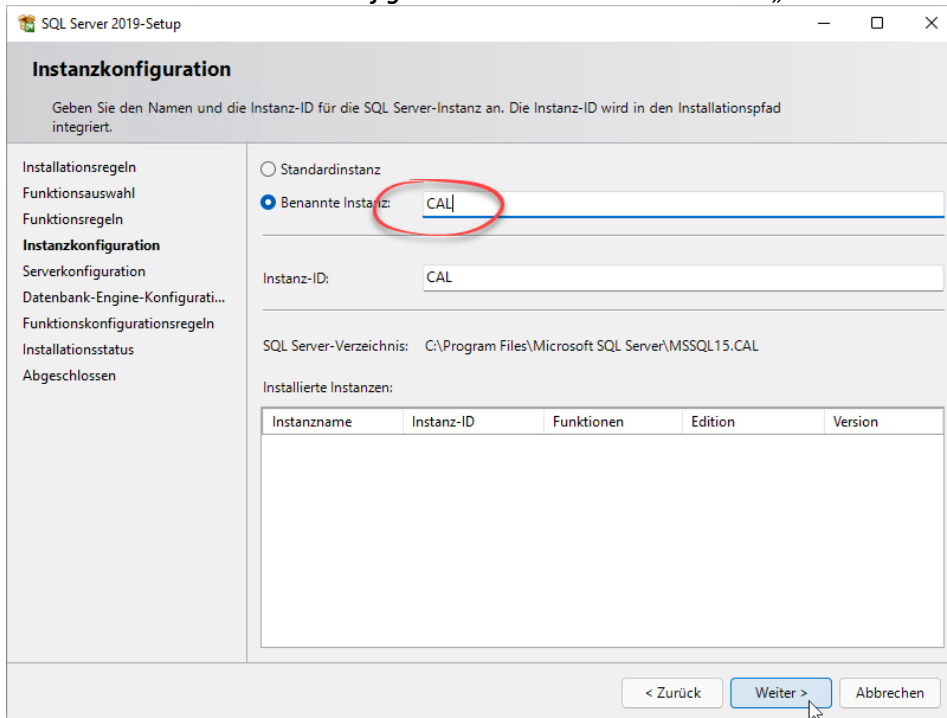 SQL Server 2019-Setup
Instanzkonfiguration
Geben Sie den Namen und die Instanz-ID für die SQL Server-Instanz an. Die Instanz-ID wird in den Installationspfad
integriert.
Installationsregeln
Funktionsauswahl
Funktionsregeln
Instanzkonfiguration
Serverkonfiguration
Datenbank-Engine-Konfigurati...
Funktionskonfigurationsregeln
Installationsstatus
Abgeschlossen
Standardinstanz
Benannte Instanz: CAL
Instanz-ID: CAL
SQL Server-Verzeichnis: C:\Program Files\Microsoft SQL Server\MSSQL15.CAL
Installierte Instanzen:
Instanzname Instanz-ID Funktionen Edition Version
< Zurück Weiter > Abbrechen